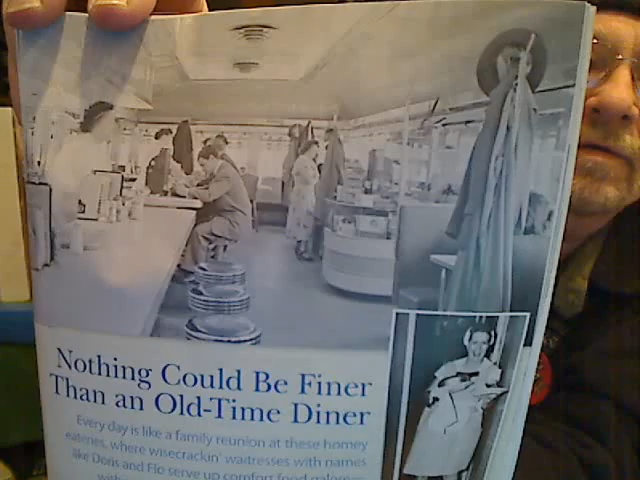 Nothing Could Be Finer
Than an Old-Time Diner
Every day is like a family reunion at these homey
eateries, where wisecrackin' waitresses with names
like Doris and Flo serve up comfort food galore—